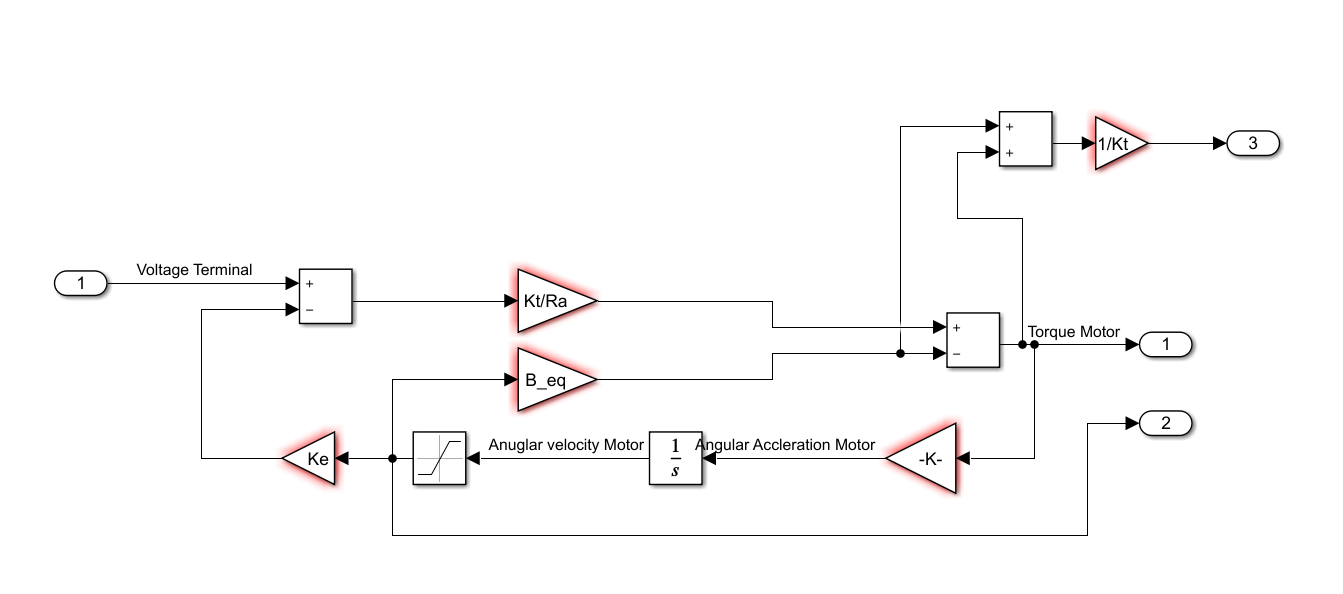 +
+
1/Kt
3
Voltage Terminal
1
+
−
Kt/Ra
+
−
Torque Motor
1
B_eq
2
Ke
Anuglar velocity Motor
1
s
Angular Accleration Motor
-K-